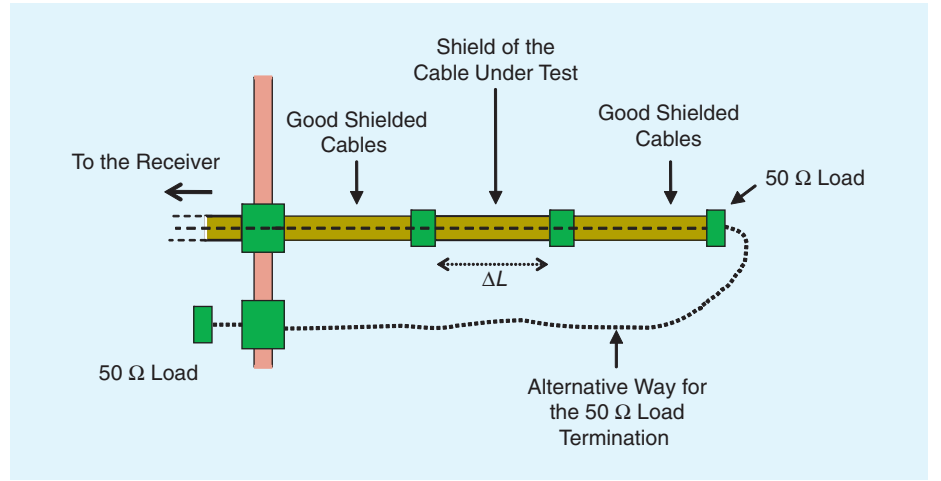 Shield of the
Cable Under Test
Good Shielded
Cables
Good Shielded
Cables
To the Receiver
50 Ω Load
ΔL
50 Ω Load
Alternative Way for
the 50 Ω Load
Termination